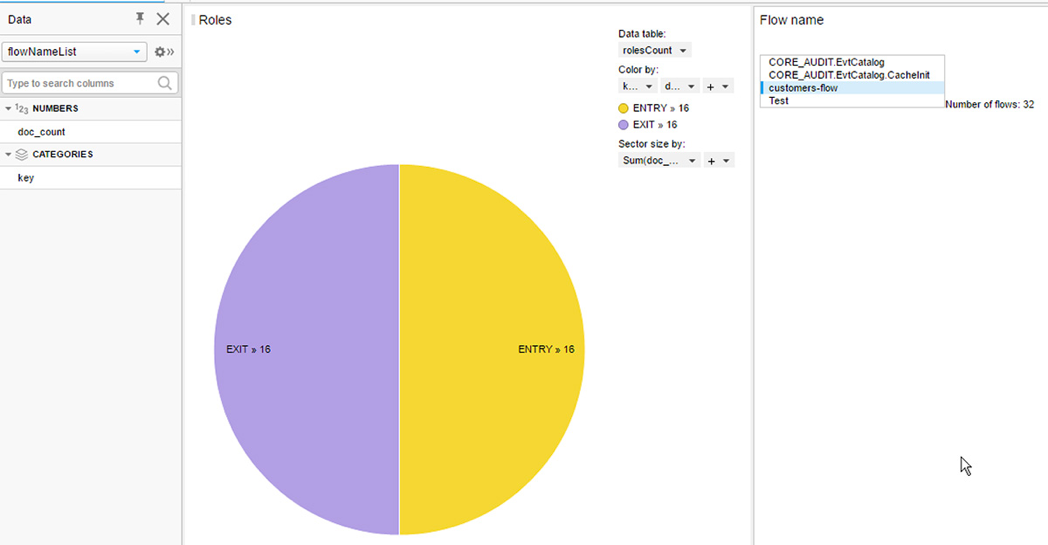 Data
flowNameList
Type to search columns
123 NUMBERS
doc_count
CATEGORIES
key
Roles
Data table:
rolesCount
Color by:
k... d... +
ENTRY » 16
EXIT » 16
Sector size by:
Sum(doc_... +
EXIT » 16
ENTRY » 16
Flow name
CORE_AUDIT.EvtCatalog
CORE_AUDIT.EvtCatalog.CacheInit
customers-flow
Test
Number of flows: 32